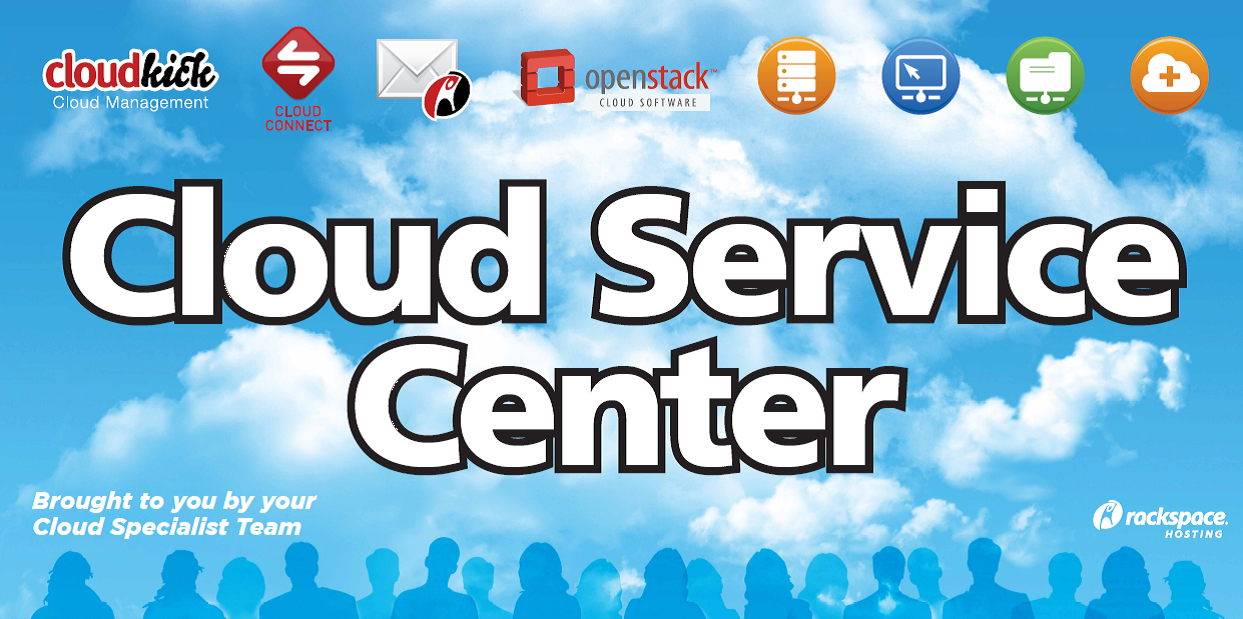 cloudkick
Cloud Management
CLOUD
CONNECT
openstack™
CLOUD SOFTWARE
Cloud Service
Center
Brought to you by your
Cloud Specialist Team
rackspace.
HOSTING